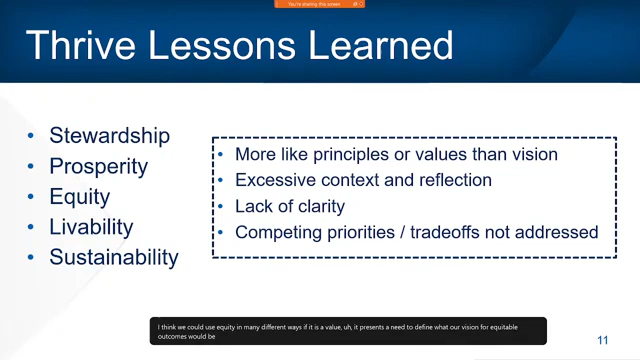 You're sharing this screen
Thrive Lessons Learned
• Stewardship
• Prosperity
• Equity
• Livability
• Sustainability
• More like principles or values than vision
• Excessive context and reflection
• Lack of clarity
• Competing priorities / tradeoffs not addressed
I think we could use equity in many different ways if it is a value, uh, it presents a need to define what our vision for equitable
outcomes would be
11